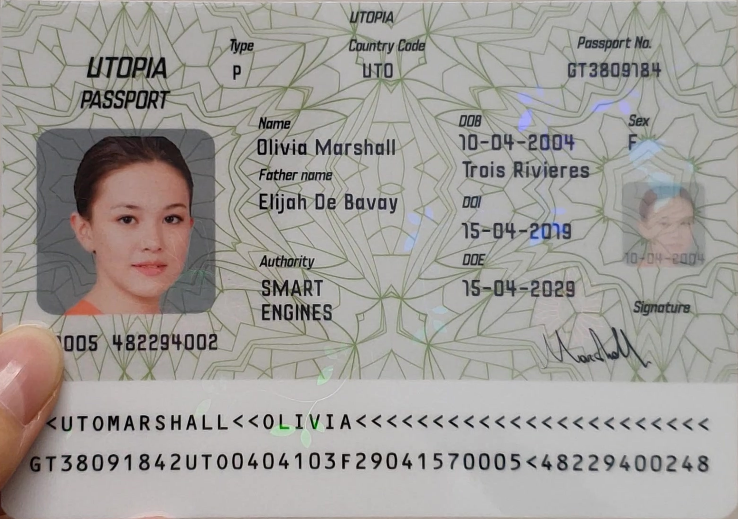 UTOPIA
UTOPIA
PASSPORT
Type
P
Country Code
UTO
Passport No.
GT3809184
Name
Olivia Marshall
Father name
Elijah De Bavay
Authority
SMART
ENGINES
DOB
10-04-2004
Trois Rivieres
DOI
15-04-2019
DOE
15-04-2029
Sex
F
10-04-2004
Signature
Marshall
005 482294002
<UTOMARSHALL<<OLIVIA<<<<<<<<<<<<<<<<<<<<<<<
GT38091842UTO0404103F29041570005<48229400248